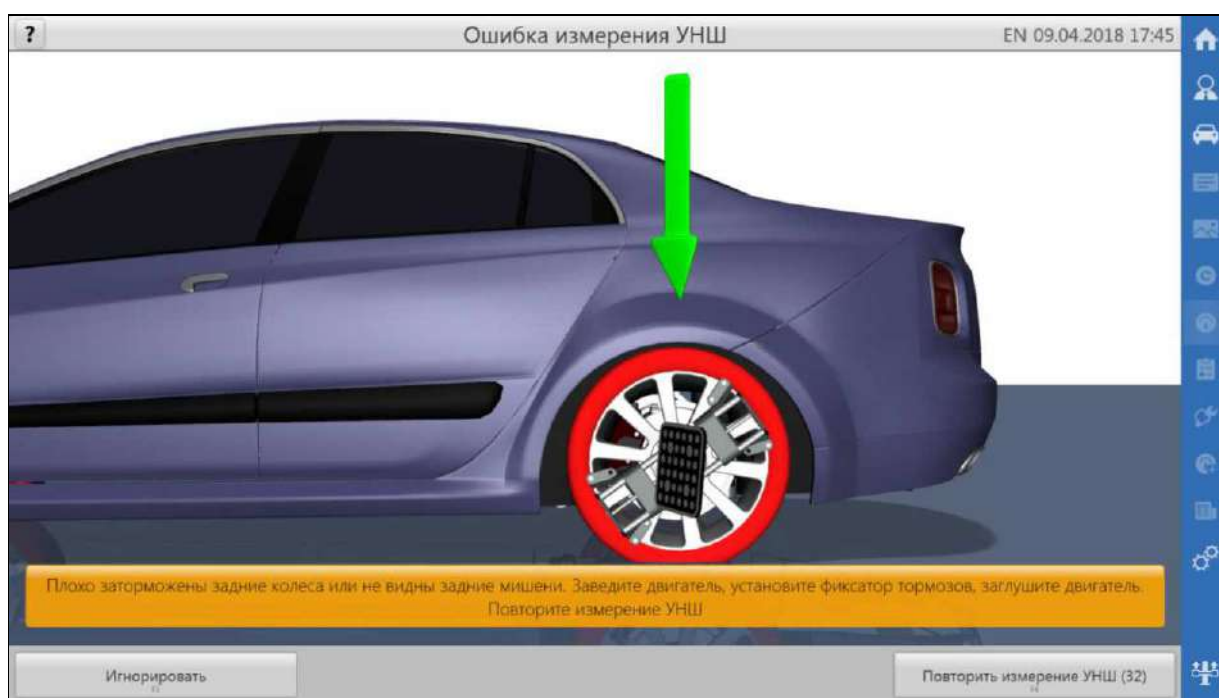 ?
Ошибка измерения УНШ
EN 09.04.2018 17:45
Плохо заторможены задние колеса или не видны задние мишени. Заведите двигатель, установите фиксатор тормозов, заглушите двигатель.
Повторите измерение УНШ
Игнорировать
Повторить измерение УНШ (32)